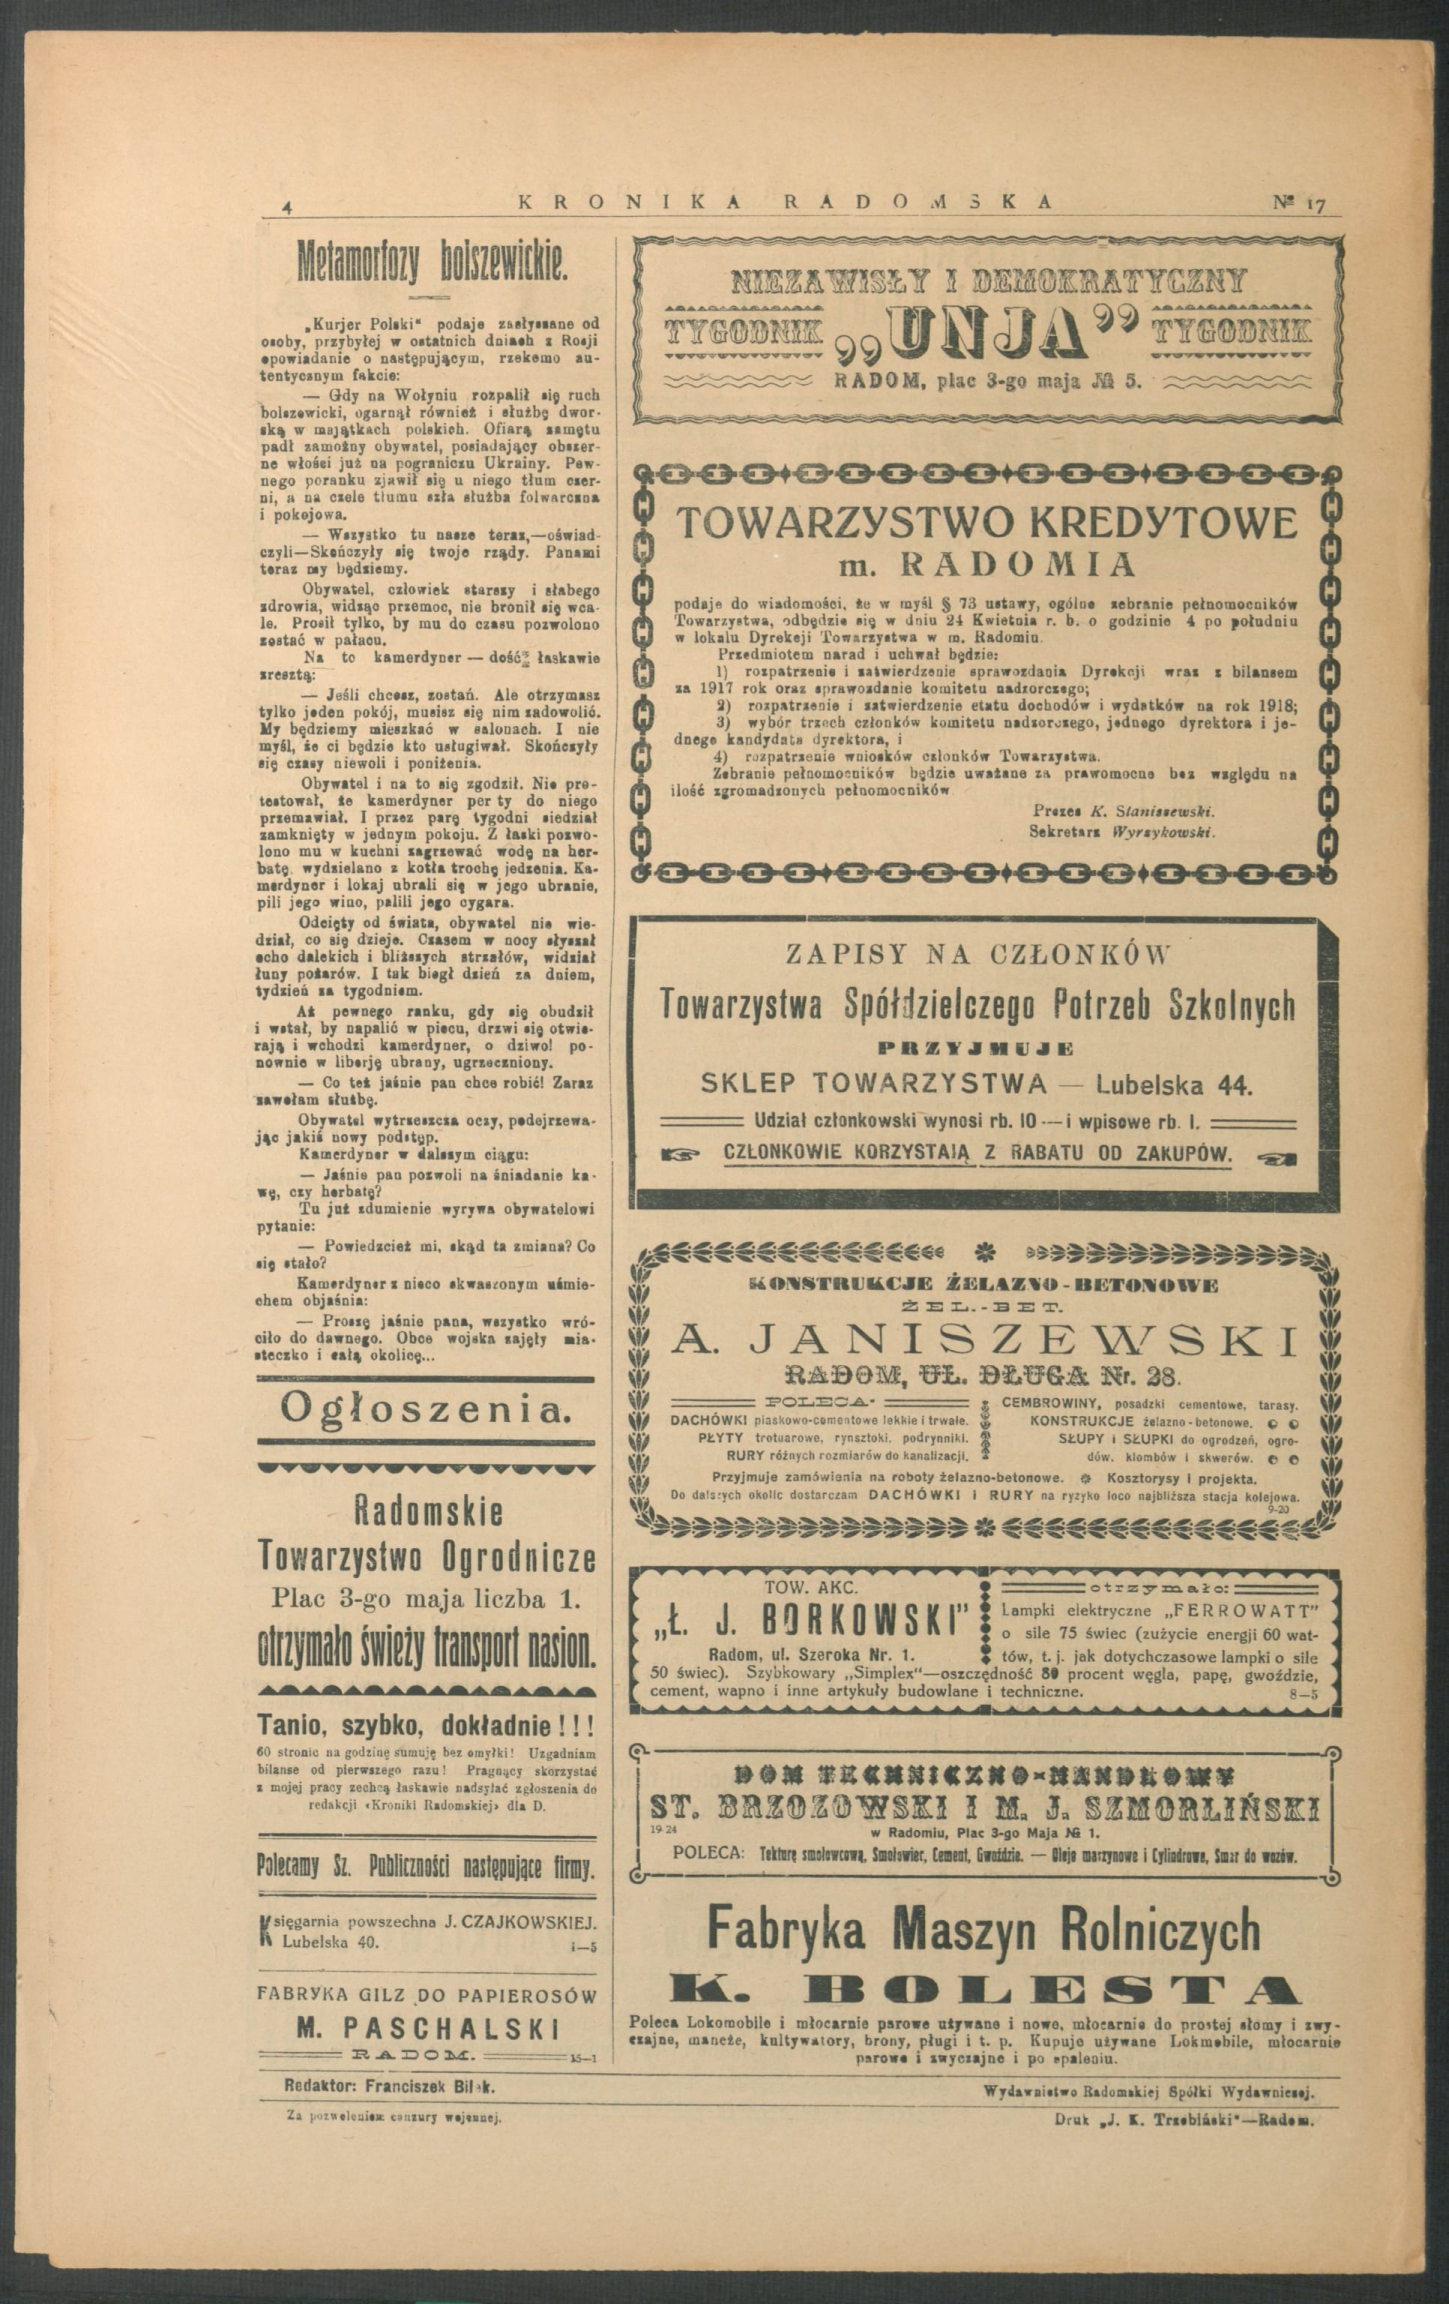 4
KRONIKA RADOMSKA
№ 17
Metamorfozy bolszewickie.
„Kurjer Polski“ podaje zasłyszane od
osoby, przybyłej w ostatnich dniach z Rosji
opowiadanie o następującym, rzekomo au-
tentycznym fakcie:
— Gdy na Wołyniu rozpalił się ruch
bolszewicki, ogarnął również i służbę dwor-
ską w majątkach polskich. Ofiarą zamętu
padł zamożny obywatel, posiadający obszer-
ne włości już na pograniczu Ukrainy. Pew-
nego poranku zjawił się u niego tłum czer-
ni, a na czele tłumu szła służba folwarczna
i pokojowa.
— Wszystko tu nasze teraz,—oświad-
czyli—Skończyły się twoje rządy. Panami
teraz my będziemy.
Obywatel, człowiek starszy i słabego
zdrowia, widząc przemoc, nie bronił się wca-
le. Prosił tylko, by mu do czasu pozwolono
zostać w pałacu.
Na to kamerdyner — dość łaskawie
zresztą:
— Jeśli chcesz, zostań. Ale otrzymasz
tylko jeden pokój, musisz się nim zadowolić.
My będziemy mieszkać w salonach. I nie
myśl, że ci będzie kto usługiwał. Skończyły
się czasy niewoli i poniżenia.
Obywatel i na to się zgodził. Nie pro-
testował, że kamerdyner per ty do niego
przemawiał. I przez parę tygodni siedział
zamknięty w jednym pokoju. Z łaski pozwo-
lono mu w kuchni zagrzewać wodę na her-
batę, wydzielano z kotła trochę jedzenia. Ka-
merdyner i lokaj ubrali się w jego ubranie,
pili jego wino, palili jego cygara.
Odcięty od świata, obywatel nie wie-
dział, co się dzieje. Czasem w nocy słyszał
echo dalekich i bliższych strzałów, widział
łuny pożarów. I tak biegł dzień za dniem,
tydzień za tygodniem.
Aż pewnego ranku, gdy się obudził
i wstał, by napalić w piecu, drzwi się otwie-
rają i wchodzi kamerdyner, o dziwo! po-
nownie w liberję ubrany, ugrzeczniony.
— Co też jaśnie pan chce robić! Zaraz
zawołam służbę.
Obywatel wytrzeszcza oczy, podejrzewa-
jąc jakiś nowy podstęp.
Kamerdyner w dalszym ciągu:
— Jaśnie pan pozwoli na śniadanie ka-
wę, czy herbatę?
Tu już zdumienie wyrywa obywatelowi
pytanie:
— Powiedzcież mi, skąd ta zmiana? Co
się stało?
Kamerdyner z nieco skwaszonym uśmie-
chem objaśnia:
— Proszę jaśnie pana, wszystko wró-
ciło do dawnego. Obce wojska zajęły mia-
steczko i całą okolicę...
Ogłoszenia.
Radomskie
Towarzystwo Ogrodnicze
Plac 3-go maja liczba 1.
otrzymało świeży transport nasion.
Tanio, szybko, dokładnie!!!
60 stronic na godzinę sumuję bez omyłki! Uzgadniam
bilanse od pierwszego razu! Pragnący skorzystać
z mojej pracy zechcą łaskawie nadsyłać zgłoszenia do
redakcji «Kroniki Radomskiej» dla D.
Polecamy Sz. Publiczności następujące firmy.
Księgarnia powszechna J. CZAJKOWSKIEJ.
Lubelska 40.
1—5
FABRYKA GILZ DO PAPIEROSÓW
M. PASCHALSKI
RADOM.
15—1
NIEZAWISŁY I DEMOKRATYCZNY
TYGODNIK „UNJA” TYGODNIK
RADOM, plac 3-go maja № 5.
TOWARZYSTWO KREDYTOWE
m. RADOMIA
podaje do wiadomości, że w myśl § 73 ustawy, ogólne zebranie pełnomocników
Towarzystwa, odbędzie się w dniu 24 Kwietnia r. b. o godzinie 4 po południu
w lokalu Dyrekcji Towarzystwa w m. Radomiu.
Przedmiotem narad i uchwał będzie:
1) rozpatrzenie i zatwierdzenie sprawozdania Dyrekcji wraz z bilansem
za 1917 rok oraz sprawozdanie komitetu nadzorczego;
2) rozpatrzenie i zatwierdzenie etatu dochodów i wydatków na rok 1918;
3) wybór trzech członków komitetu nadzorczego, jednego dyrektora i je-
dnego kandydata dyrektora, i
4) rozpatrzenie wniosków członków Towarzystwa.
Zebranie pełnomocników będzie uważane za prawomocne bez względu na
ilość zgromadzonych pełnomocników
Prezes K. Staniszewski.
Sekretarz Wyrzykowski.
ZAPISY NA CZŁONKÓW
Towarzystwa Spółdzielczego Potrzeb Szkolnych
PRZYJMUJE
SKLEP TOWARZYSTWA — Lubelska 44.
Udział członkowski wynosi rb. 10 — i wpisowe rb. 1.
CZŁONKOWIE KORZYSTAJĄ Z RABATU OD ZAKUPÓW.
KONSTRUKCJE ŻELAZNO-BETONOWE
ŻEL.-BET.
A. JANISZEWSKI
RADOM, UL. DŁUGA Nr. 28.
POLECA:
DACHÓWKI piaskowo-cementowe lekkie i trwałe.
PŁYTY trotuarowe, rynsztoki, podrynniki.
RURY różnych rozmiarów do kanalizacji.
CEMBROWINY, posadzki cementowe, tarasy.
KONSTRUKCJE żelazno-betonowe.
SŁUPY i SŁUPKI do ogrodzeń, ogro-
dów, klombów i skwerów.
Przyjmuje zamówienia na roboty żelazno-betonowe. Kosztorysy i projekta.
Do dalszych okolic dostarczam DACHÓWKI i RURY na ryzyko loco najbliższa stacja kolejowa.
9-20
TOW. AKC.
„Ł. J. BORKOWSKI”
Radom, ul. Szeroka Nr. 1.
otrzymało:
Lampki elektryczne „FERROWATT”
o sile 75 świec (zużycie energji 60 wat-
tów, t. j. jak dotychczasowe lampki o sile
50 świec). Szybkowary „Simplex“—oszczędność 80 procent węgla, papę, gwoździe,
cement, wapno i inne artykuły budowlane i techniczne.
8—5
DOM TECHNICZNO-HANDLOWY
ST. BRZOZOWSKI I M. J. SZMORLIŃSKI
19-24
w Radomiu, Plac 3-go Maja № 1.
POLECA: Tekturę smołowcową, Smołowiec, Cement, Gwoździe. — Oleje maszynowe i Cylindrowe, Smar do wozów.
Fabryka Maszyn Rolniczych
K. BOLESTA
Poleca Lokomobile i młocarnie parowe używane i nowe, młocarnie do prostej słomy i zwy-
czajne, maneże, kultywatory, brony, pługi i t. p. Kupuje używane Lokmobile, młocarnie
parowe i zwyczajne i po spaleniu.
Redaktor: Franciszek Bilek.
Wydawnictwo Radomskiej Spółki Wydawniczej.
Za pozwoleniem cenzury wojennej.
Druk „J. K. Trzebiński“—Radom.